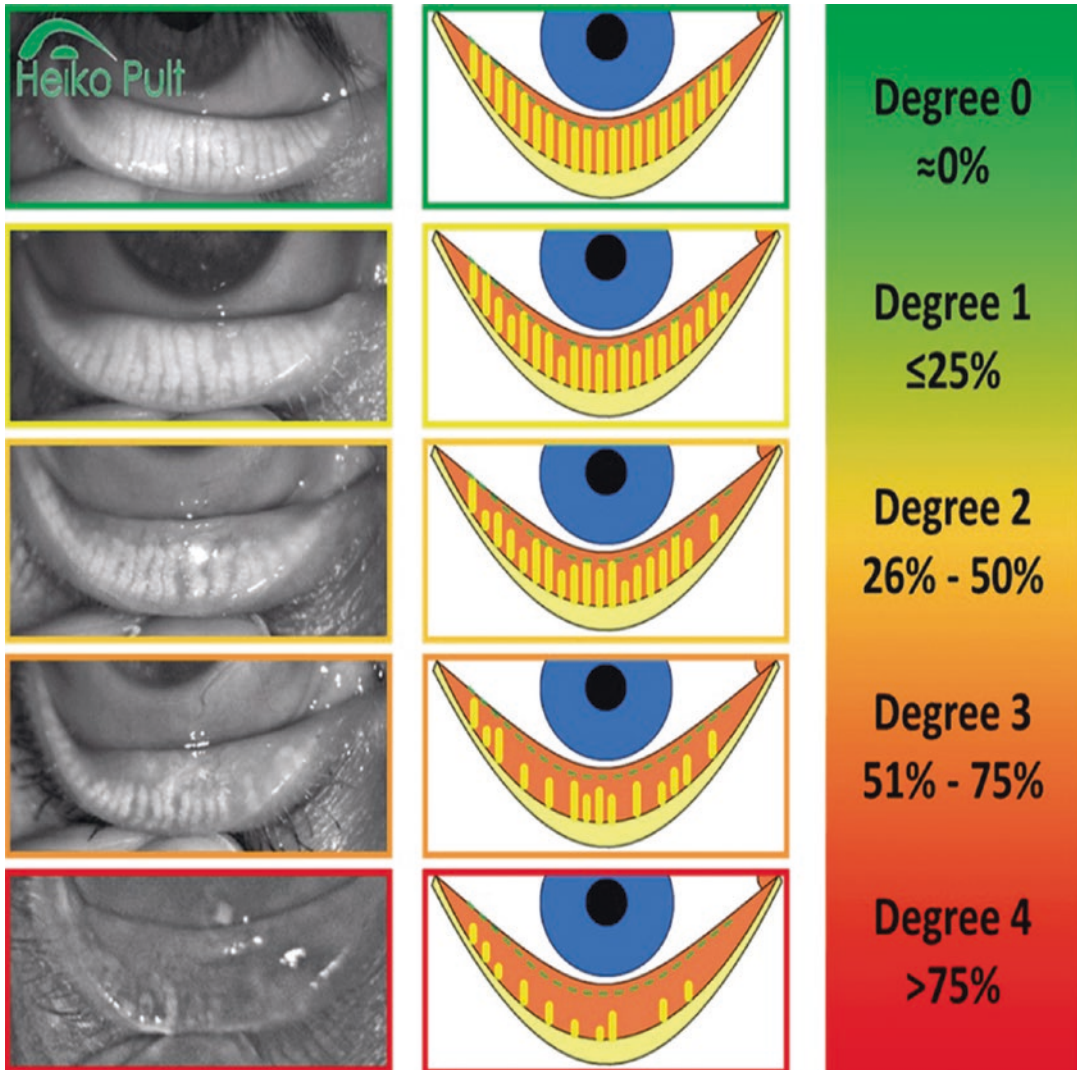 Heiko Pult
Degree 0
≈0%
Degree 1
≤25%
Degree 2
26% - 50%
Degree 3
51% - 75%
Degree 4
>75%